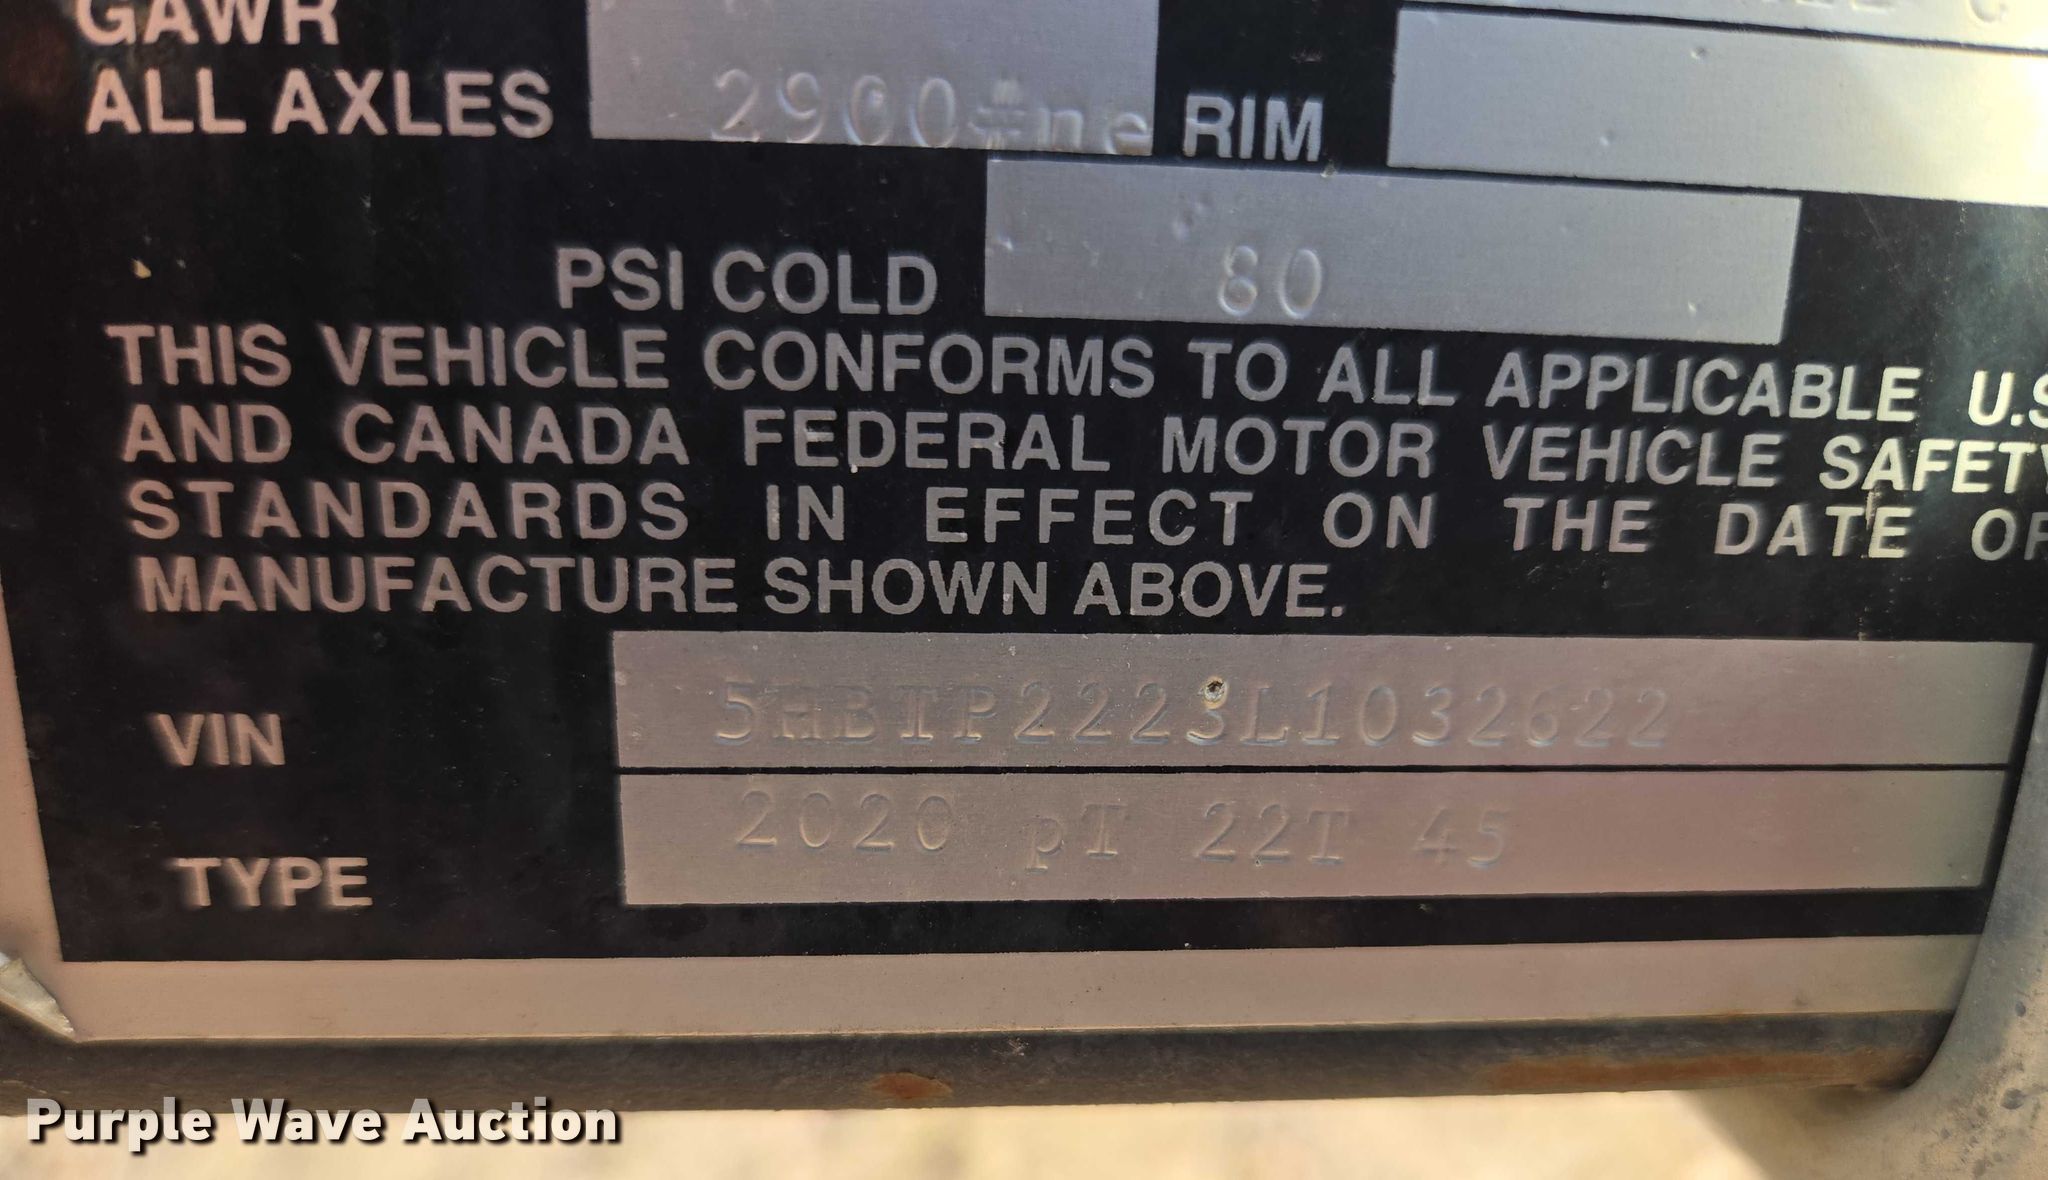 GAWR
ALL AXLES 2900#ne RIM
PSI COLD 80
THIS VEHICLE CONFORMS TO ALL APPLICABLE U.S
AND CANADA FEDERAL MOTOR VEHICLE SAFETY
STANDARDS IN EFFECT ON THE DATE OF
MANUFACTURE SHOWN ABOVE.
VIN 5HBTP2223L1032622
TYPE 2020 pT 22T 45
Purple Wave Auction